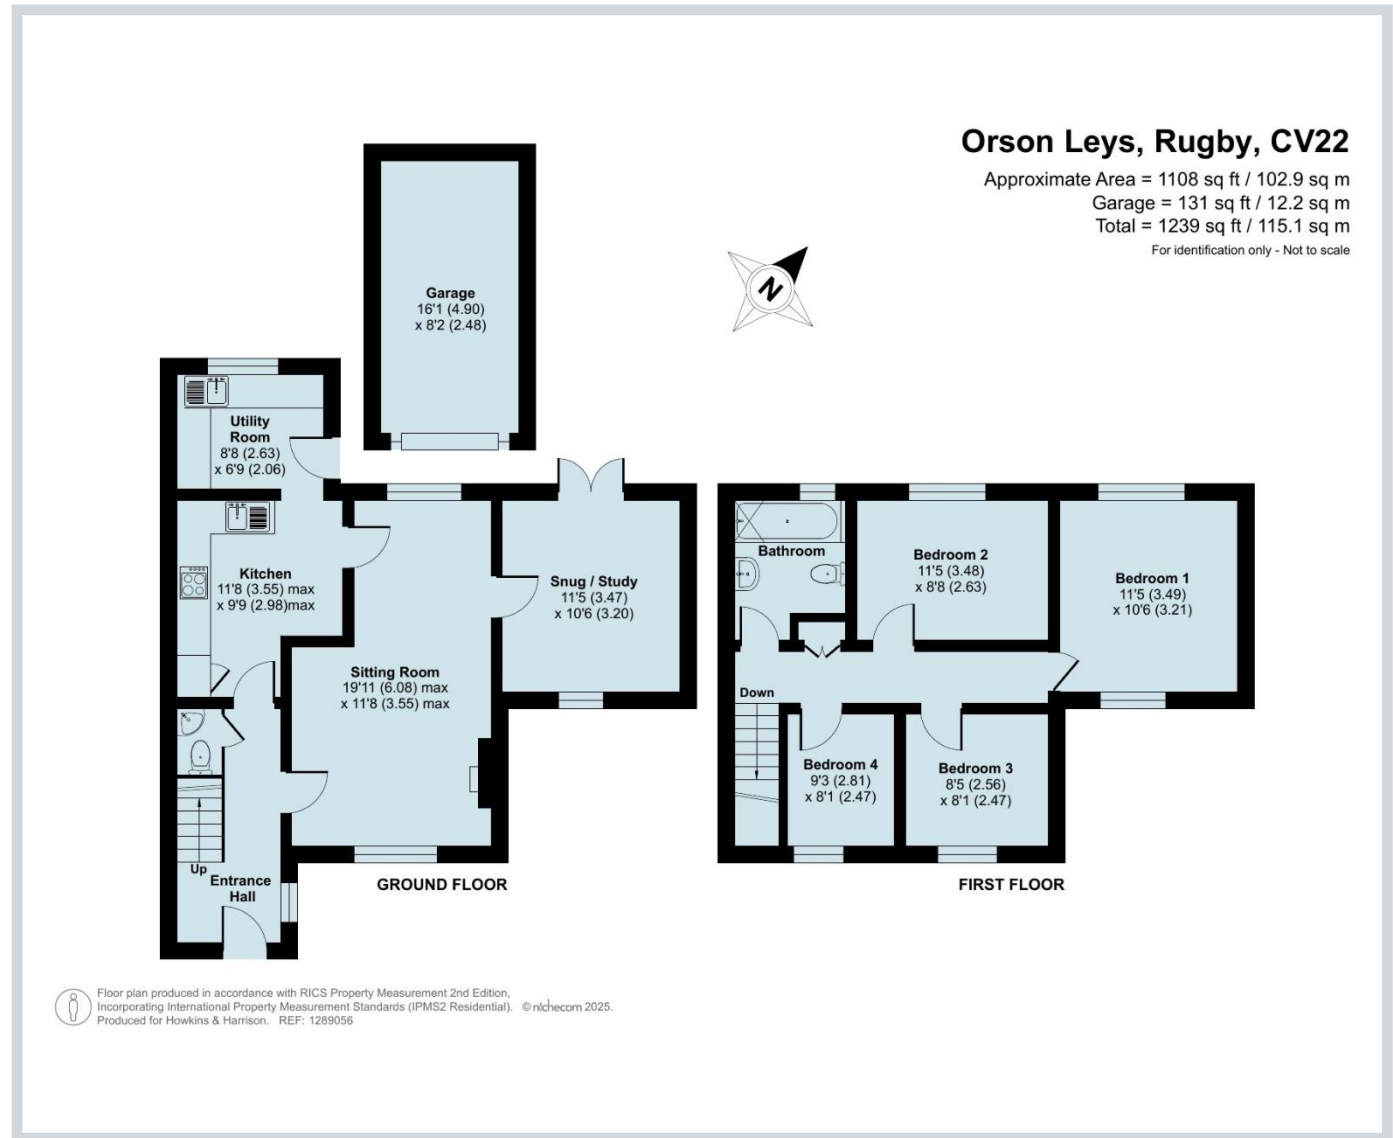 Orson Leys, Rugby, CV22
Approximate Area = 1108 sq ft / 102.9 sq m
Garage = 131 sq ft / 12.2 sq m
Total = 1239 sq ft / 115.1 sq m
For identification only - Not to scale
N
Garage
16'1 (4.90)
x 8'2 (2.48)
Utility
Room
8'8 (2.63)
x 6'9 (2.06)
Kitchen
11'8 (3.55) max
x 9'9 (2.98)max
Snug / Study
11'5 (3.47)
x 10'6 (3.20)
Sitting Room
19'11 (6.08) max
x 11'8 (3.55) max
Up
Entrance
Hall
GROUND FLOOR
Bathroom
Bedroom 2
11'5 (3.48)
x 8'8 (2.63)
Bedroom 1
11'5 (3.49)
x 10'6 (3.21)
Down
Bedroom 4
9'3 (2.81)
x 8'1 (2.47)
Bedroom 3
8'5 (2.56)
x 8'1 (2.47)
FIRST FLOOR
Floor plan produced in accordance with RICS Property Measurement 2nd Edition,
Incorporating International Property Measurement Standards (IPMS2 Residential). © nichecom 2025.
Produced for Howkins & Harrison. REF: 1289056